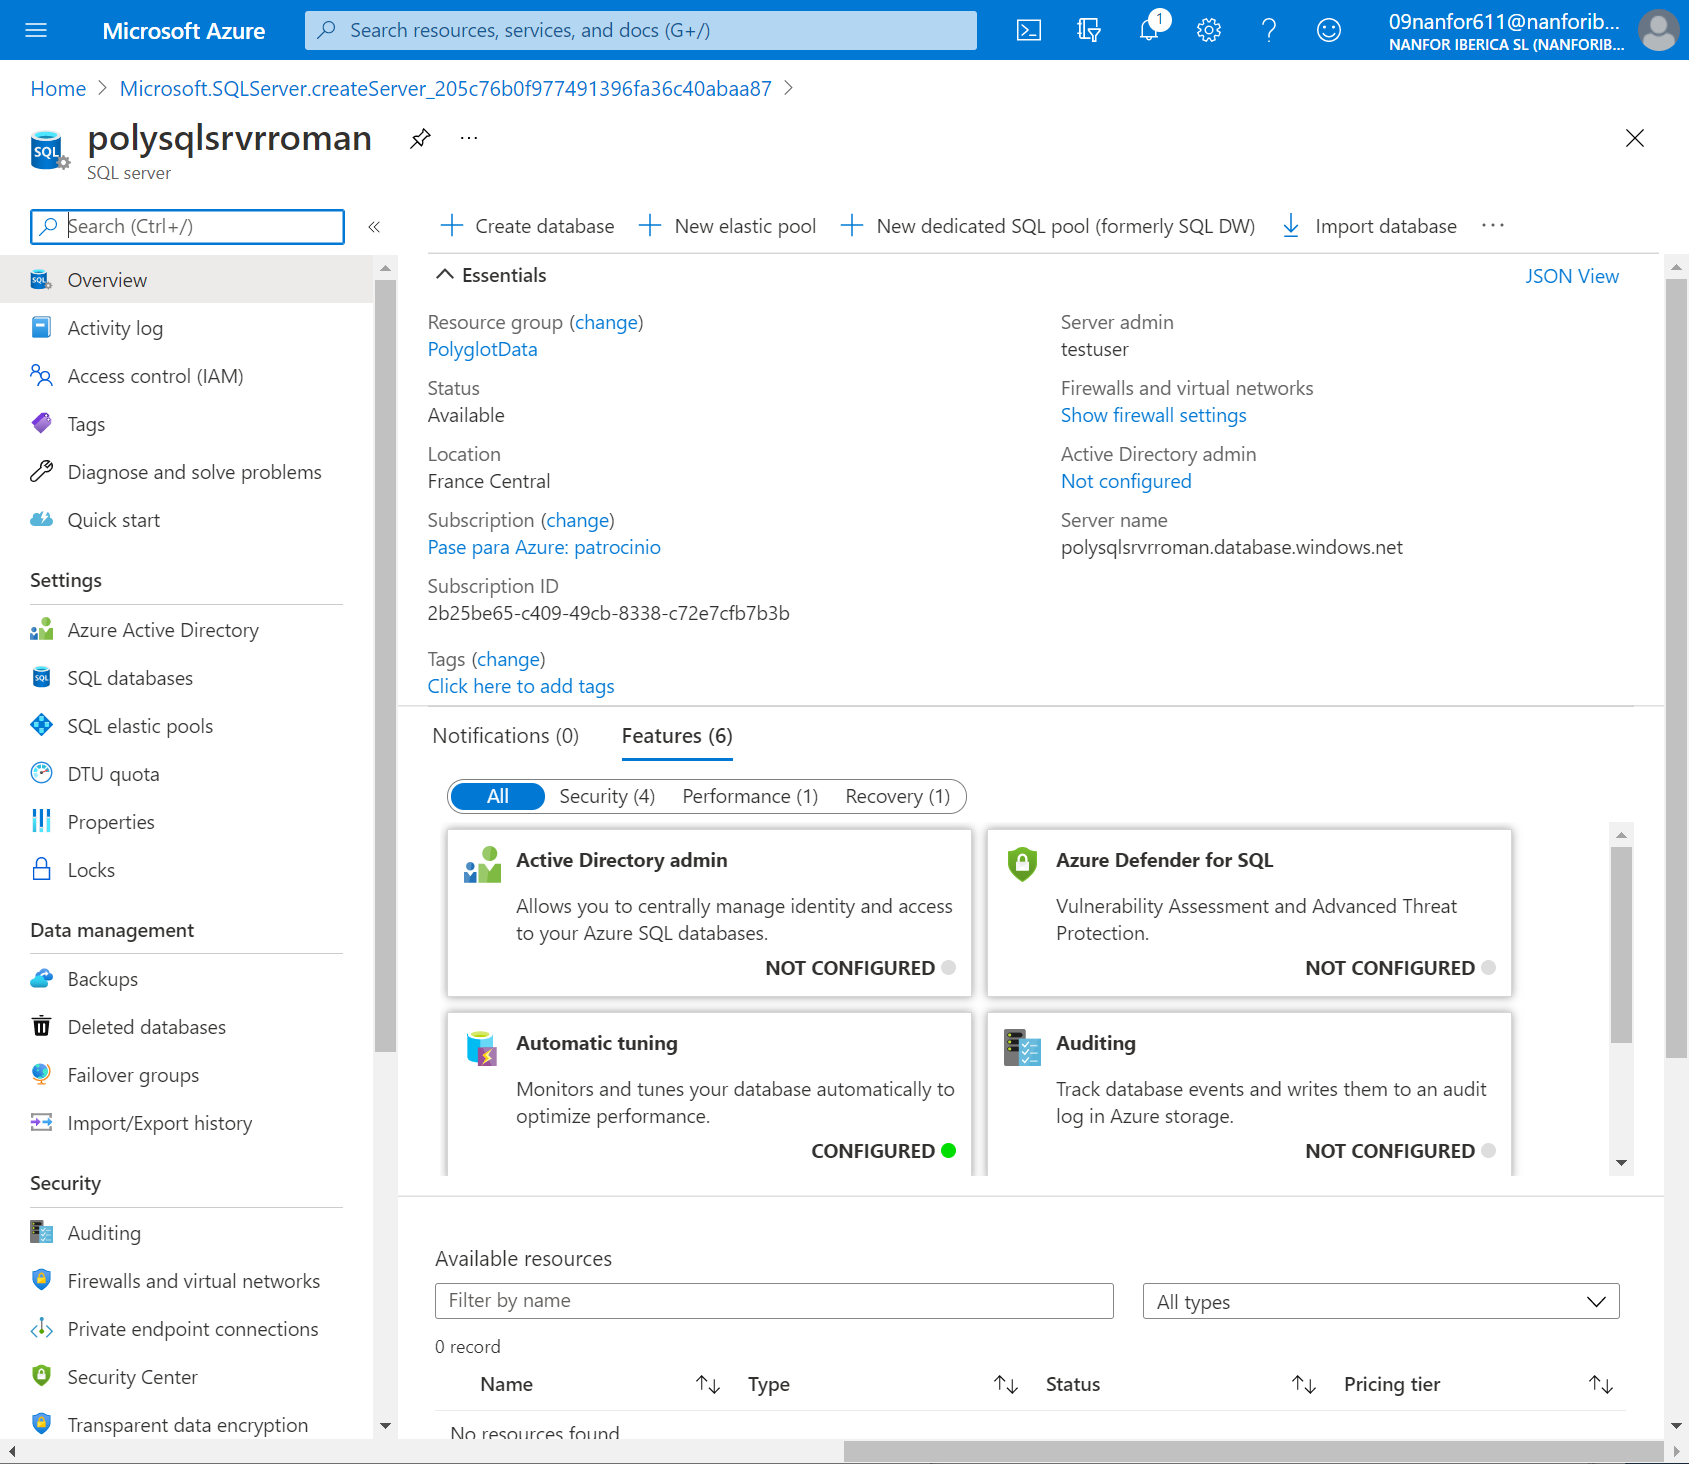 Microsoft Azure
Search resources, services, and docs (G+/)
1
09nanfor611@nanforib...
NANFOR IBERICA SL (NANFORIB...
Home > Microsoft.SQLServer.createServer_205c76b0f977491396fa36c40abaa87 >
SQL
polysqlsrvrroman
...
SQL server
Search (Ctrl+/)
«
Create database
New elastic pool
New dedicated SQL pool (formerly SQL DW)
Import database
...
Overview
Activity log
Access control (IAM)
Tags
Diagnose and solve problems
Quick start
Settings
Azure Active Directory
SQL databases
SQL elastic pools
DTU quota
Properties
Locks
Data management
Backups
Deleted databases
Failover groups
Import/Export history
Security
Auditing
Firewalls and virtual networks
Private endpoint connections
Security Center
Transparent data encryption
Essentials
JSON View
Resource group (change)
PolyglotData
Status
Available
Location
France Central
Subscription (change)
Pase para Azure: patrocinio
Subscription ID
2b25be65-c409-49cb-8338-c72e7cfb7b3b
Tags (change)
Click here to add tags
Server admin
testuser
Firewalls and virtual networks
Show firewall settings
Active Directory admin
Not configured
Server name
polysqlsrvrroman.database.windows.net
Notifications (0)
Features (6)
All
Security (4)
Performance (1)
Recovery (1)
Active Directory admin
Allows you to centrally manage identity and access
to your Azure SQL databases.
NOT CONFIGURED
Azure Defender for SQL
Vulnerability Assessment and Advanced Threat
Protection.
NOT CONFIGURED
Automatic tuning
Monitors and tunes your database automatically to
optimize performance.
CONFIGURED
Auditing
Track database events and writes them to an audit
log in Azure storage.
NOT CONFIGURED
Available resources
Filter by name
All types
0 record
Name
Type
Status
Pricing tier
No resources found